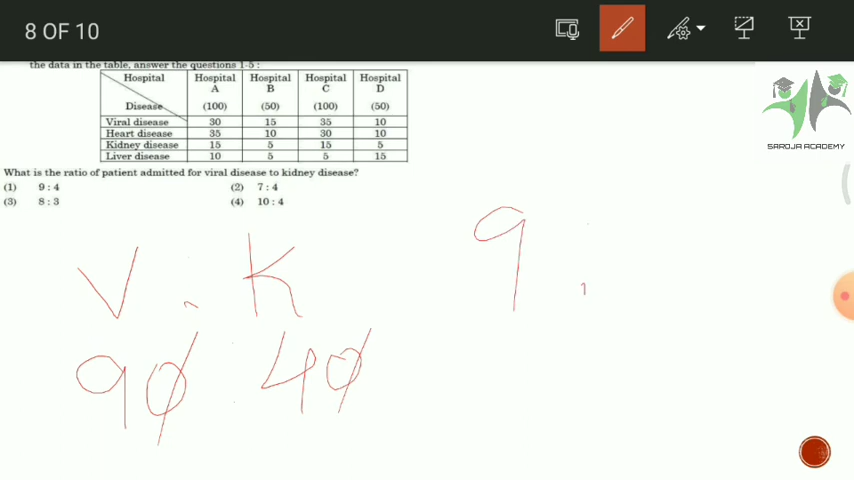 8 OF 10
the data in the table, answer the questions 1-5 :
Hospital Hospital Hospital Hospital Hospital
A B C D
Disease (100) (50) (100) (50)
Viral disease 30 15 35 10
Heart disease 35 10 30 10
Kidney disease 15 5 15 5
Liver disease 10 5 5 15
What is the ratio of patient admitted for viral disease to kidney disease?
(1) 9 : 4 (2) 7 : 4
(3) 8 : 3 (4) 10 : 4
SAROJA ACADEMY
V : K 9 :
90 : 40